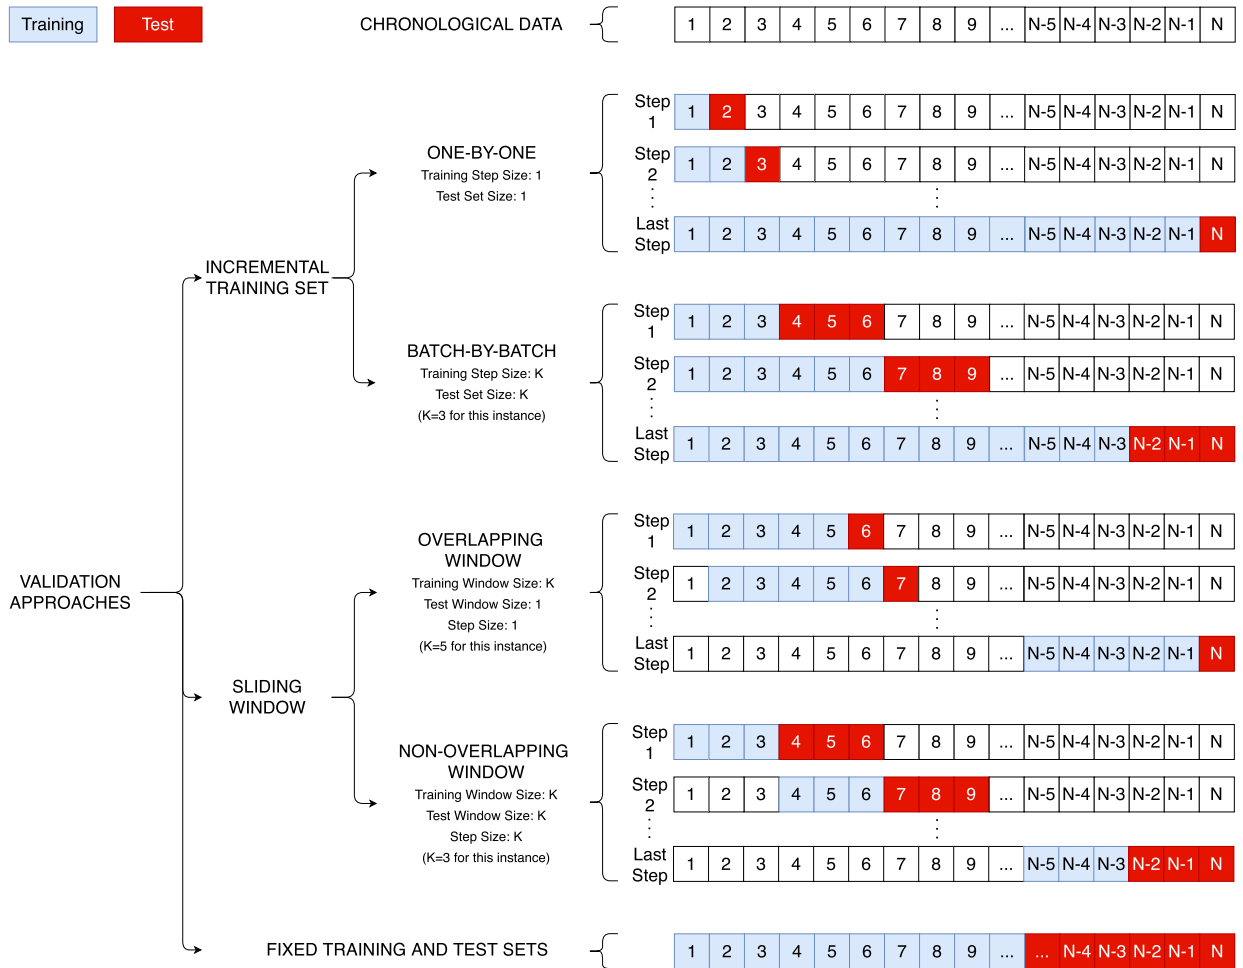 Training
Test
CHRONOLOGICAL DATA
1 2 3 4 5 6 7 8 9 ... N-5 N-4 N-3 N-2 N-1 N
VALIDATION
APPROACHES
INCREMENTAL
TRAINING SET
ONE-BY-ONE
Training Step Size: 1
Test Set Size: 1
Step
1
1 2 3 4 5 6 7 8 9 ... N-5 N-4 N-3 N-2 N-1 N
Step
2
1 2 3 4 5 6 7 8 9 ... N-5 N-4 N-3 N-2 N-1 N
Last
Step
1 2 3 4 5 6 7 8 9 ... N-5 N-4 N-3 N-2 N-1 N
BATCH-BY-BATCH
Training Step Size: K
Test Set Size: K
(K=3 for this instance)
Step
1
1 2 3 4 5 6 7 8 9 ... N-5 N-4 N-3 N-2 N-1 N
Step
2
1 2 3 4 5 6 7 8 9 ... N-5 N-4 N-3 N-2 N-1 N
Last
Step
1 2 3 4 5 6 7 8 9 ... N-5 N-4 N-3 N-2 N-1 N
SLIDING
WINDOW
OVERLAPPING
WINDOW
Training Window Size: K
Test Window Size: 1
Step Size: 1
(K=5 for this instance)
Step
1
1 2 3 4 5 6 7 8 9 ... N-5 N-4 N-3 N-2 N-1 N
Step
2
1 2 3 4 5 6 7 8 9 ... N-5 N-4 N-3 N-2 N-1 N
Last
Step
1 2 3 4 5 6 7 8 9 ... N-5 N-4 N-3 N-2 N-1 N
NON-OVERLAPPING
WINDOW
Training Window Size: K
Test Window Size: K
Step Size: K
(K=3 for this instance)
Step
1
1 2 3 4 5 6 7 8 9 ... N-5 N-4 N-3 N-2 N-1 N
Step
2
1 2 3 4 5 6 7 8 9 ... N-5 N-4 N-3 N-2 N-1 N
Last
Step
1 2 3 4 5 6 7 8 9 ... N-5 N-4 N-3 N-2 N-1 N
FIXED TRAINING AND TEST SETS
1 2 3 4 5 6 7 8 9 ... ... N-4 N-3 N-2 N-1 N